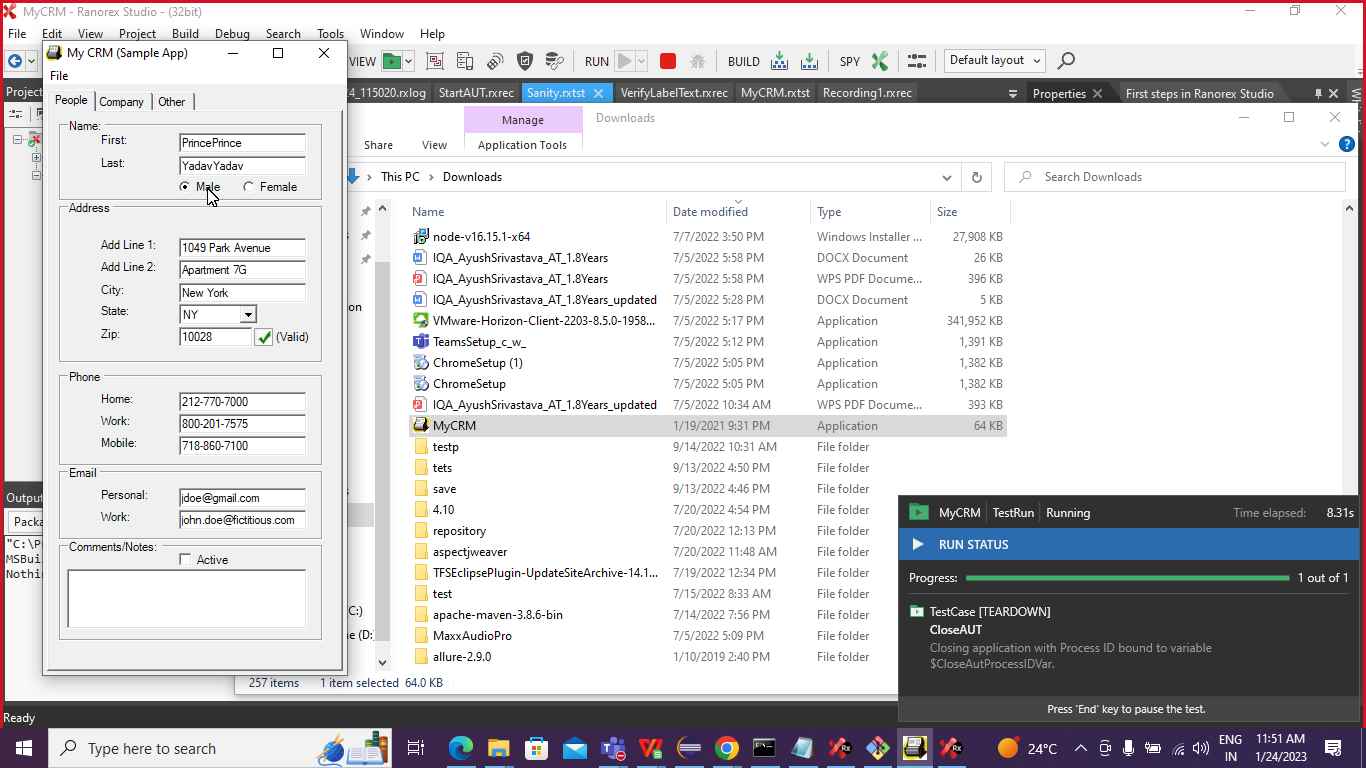 MyCRM - Ranorex Studio - (32bit)
File Edit View Project Build Debug Search Tools Window Help
VIEW RUN BUILD SPY Default layout
My CRM (Sample App)
File
People Company Other
Name:
First: PrincePrince
Last: YadavYadav
Male Female
Address
Add Line 1: 1049 Park Avenue
Add Line 2: Apartment 7G
City: New York
State: NY
Zip: 10028 (Valid)
Phone
Home: 212-770-7000
Work: 800-201-7575
Mobile: 718-860-7100
Email
Personal: jdoe@gmail.com
Work: john.doe@fictitious.com
Comments/Notes:
Active
Projec
4_115020.rxlog StartAUT.rxrec Sanity.rxtst VerifyLabelText.rxrec MyCRM.rxtst Recording1.rxrec Properties First steps in Ranorex Studio
Manage Downloads
Share View Application Tools
This PC Downloads Search Downloads
Name Date modified Type Size
node-v16.15.1-x64 7/7/2022 3:50 PM Windows Installer ... 27,908 KB
IQA_AyushSrivastava_AT_1.8Years 7/5/2022 5:58 PM DOCX Document 26 KB
IQA_AyushSrivastava_AT_1.8Years 7/5/2022 5:58 PM WPS PDF Docume... 396 KB
IQA_AyushSrivastava_AT_1.8Years_updated 7/5/2022 5:28 PM DOCX Document 5 KB
VMware-Horizon-Client-2203-8.5.0-1958... 7/5/2022 5:17 PM Application 341,952 KB
TeamsSetup_c_w_ 7/5/2022 5:12 PM Application 1,391 KB
ChromeSetup (1) 7/5/2022 5:05 PM Application 1,382 KB
ChromeSetup 7/5/2022 5:05 PM Application 1,382 KB
IQA_AyushSrivastava_AT_1.8Years_updated 7/5/2022 10:34 AM WPS PDF Docume... 393 KB
MyCRM 1/19/2021 9:31 PM Application 64 KB
testp 9/14/2022 10:31 AM File folder
tets 9/13/2022 4:50 PM File folder
save 9/13/2022 4:46 PM File folder
4.10 7/20/2022 4:54 PM File folder
repository 7/20/2022 12:13 PM File folder
aspectjweaver 7/20/2022 11:48 AM File folder
TFSEclipsePlugin-UpdateSiteArchive-14.1... 7/19/2022 12:34 PM File folder
test 7/15/2022 8:33 AM File folder
apache-maven-3.8.6-bin 7/14/2022 7:56 PM File folder
MaxxAudioPro 7/5/2022 5:09 PM File folder
allure-2.9.0 1/10/2019 2:40 PM File folder
on
C:)
e (D:
257 items 1 item selected 64.0 KB
Output
Packa
"C:\P
MSBui
Nothin
Ready
MyCRM TestRun Running Time elapsed: 8.31s
RUN STATUS
Progress: 1 out of 1
TestCase [TEARDOWN]
CloseAUT
Closing application with Process ID bound to variable
$CloseAutProcessIDVar.
Press 'End' key to pause the test.
Type here to search
24°C
ENG
IN
11:51 AM
1/24/2023